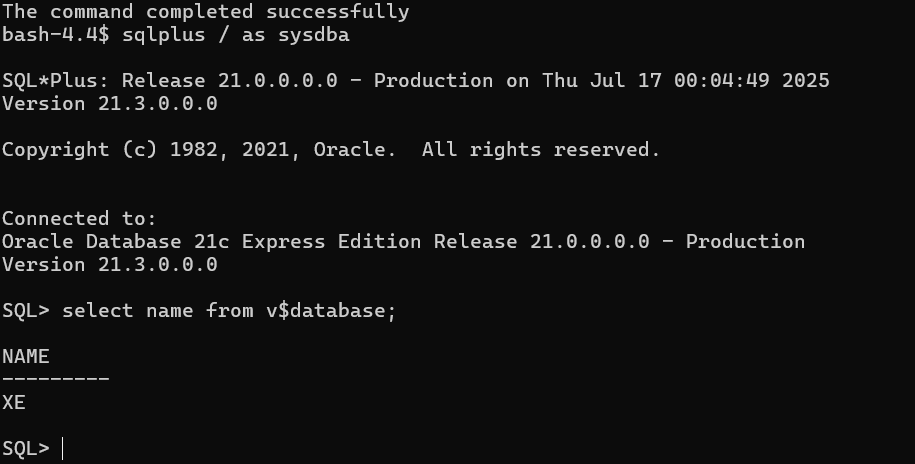 The command completed successfully
bash-4.4$ sqlplus / as sysdba
SQL*Plus: Release 21.0.0.0.0 - Production on Thu Jul 17 00:04:49 2025
Version 21.3.0.0.0
Copyright (c) 1982, 2021, Oracle.  All rights reserved.
Connected to:
Oracle Database 21c Express Edition Release 21.0.0.0.0 - Production
Version 21.3.0.0.0
SQL> select name from v$database;
NAME
---------
XE
SQL>